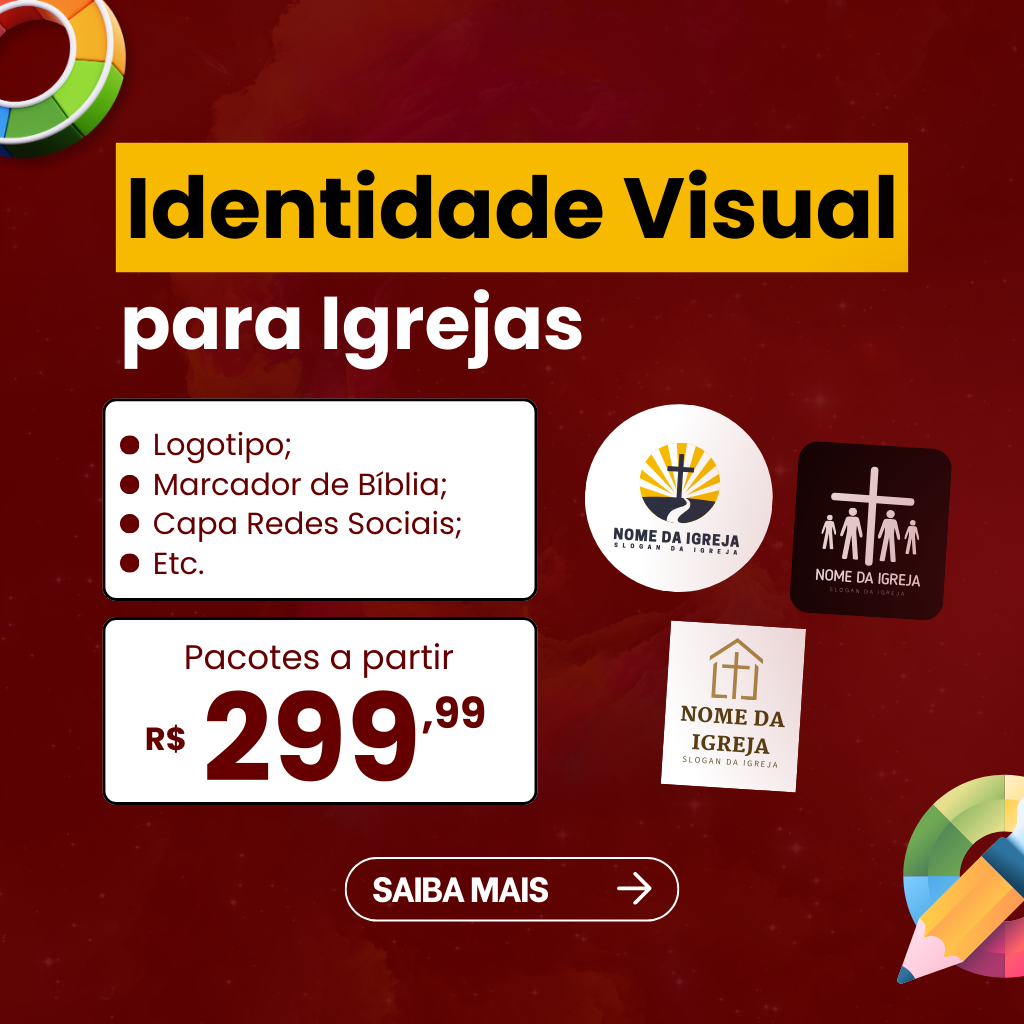 Identidade Visual
para Igrejas
Logotipo;
Marcador de Bíblia;
Capa Redes Sociais;
Etc.
Pacotes a partir
R$ 299,99
NOME DA IGREJA
SLOGAN DA IGREJA
NOME DA IGREJA
SLOGAN DA IGREJA
NOME DA
IGREJA
SLOGAN DA IGREJA
SAIBA MAIS